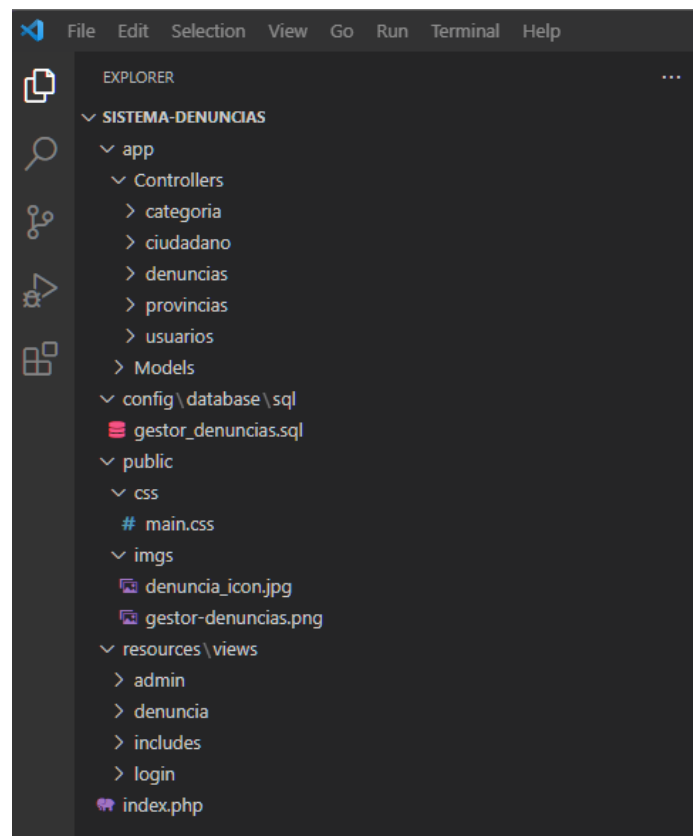 File Edit Selection View Go Run Terminal Help
EXPLORER ...
SISTEMA-DENUNCIAS
app
Controllers
categoria
ciudadano
denuncias
provincias
usuarios
Models
config\database\sql
gestor_denuncias.sql
public
css
# main.css
imgs
denuncia_icon.jpg
gestor-denuncias.png
resources\views
admin
denuncia
includes
login
index.php